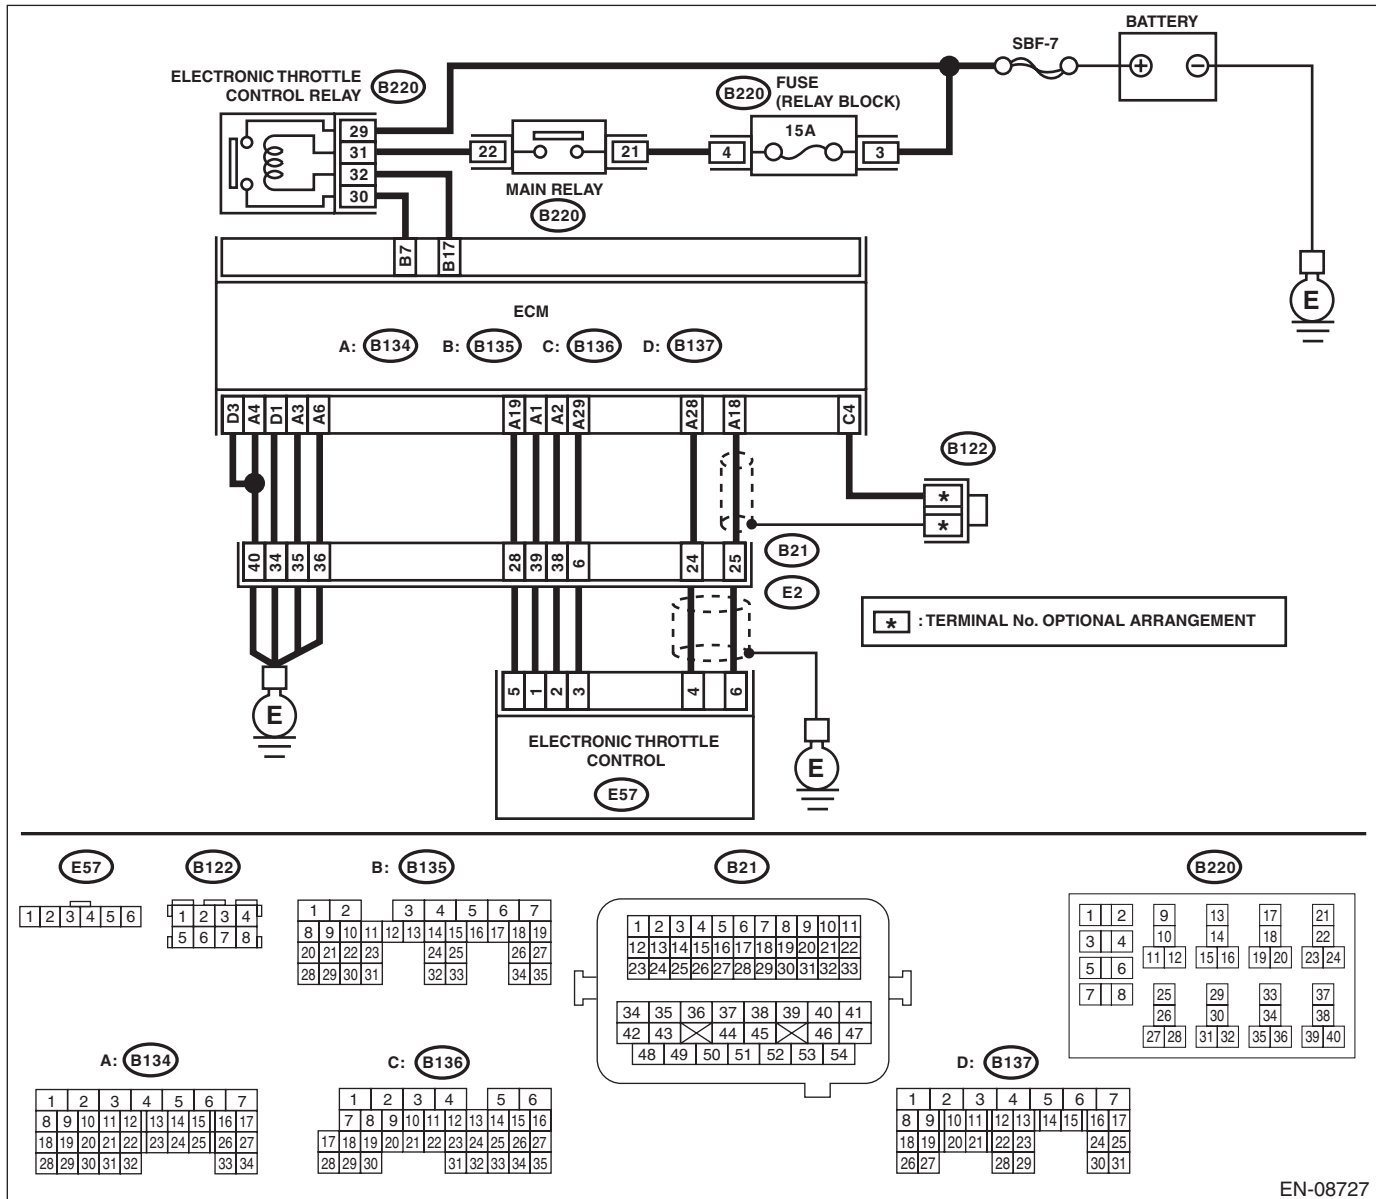 BATTERY
SBF-7
ELECTRONIC THROTTLE
CONTROL RELAY
B220
B220
FUSE
(RELAY BLOCK)
15A
29
31
32
30
22
21
4
3
MAIN RELAY
B220
E
B7
B17
ECM
A: B134 B: B135 C: B136 D: B137
D3 A4 D1 A3 A6 A19 A1 A2 A29 A28 A18 C4
B122
*
*
40 34 35 36 28 39 38 6 24 25
B21
E2
* : TERMINAL No. OPTIONAL ARRANGEMENT
5 1 2 3 4 6
E
ELECTRONIC THROTTLE
CONTROL
E57
E
E57
1 2 3 4 5 6
B122
1 2 3 4
5 6 7 8
B: B135
1 2 3 4 5 6 7
8 9 10 11 12 13 14 15 16 17 18 19
20 21 22 23 24 25 26 27
28 29 30 31 32 33 34 35
B21
1 2 3 4 5 6 7 8 9 10 11
12 13 14 15 16 17 18 19 20 21 22
23 24 25 26 27 28 29 30 31 32 33
34 35 36 37 38 39 40 41
42 43 44 45 46 47
48 49 50 51 52 53 54
B220
1 2 9 13 17 21
3 4 10 14 18 22
5 6 11 12 15 16 19 20 23 24
7 8 25 29 33 37
26 30 34 38
27 28 31 32 35 36 39 40
A: B134
1 2 3 4 5 6 7
8 9 10 11 12 13 14 15 16 17
18 19 20 21 22 23 24 25 26 27
28 29 30 31 32 33 34
C: B136
1 2 3 4 5 6
7 8 9 10 11 12 13 14 15 16
17 18 19 20 21 22 23 24 25 26 27
28 29 30 31 32 33 34 35
D: B137
1 2 3 4 5 6 7
8 9 10 11 12 13 14 15 16 17
18 19 20 21 22 23 24 25
26 27 28 29 30 31
EN-08727